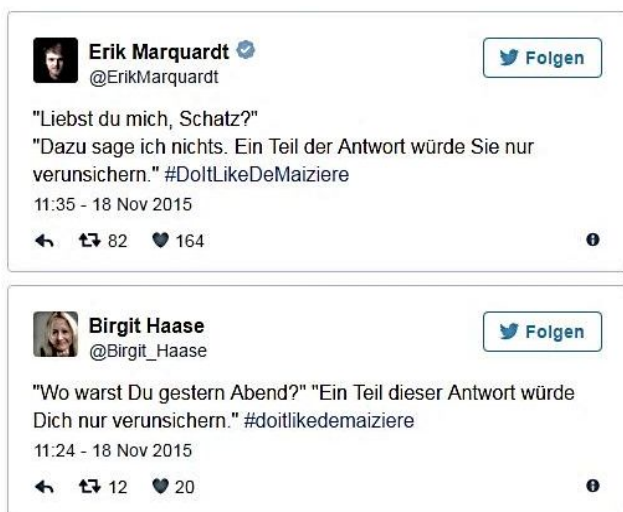 Erik Marquardt
Folgen
@ErikMarquardt
"Liebst du mich, Schatz?"
"Dazu sage ich nichts. Ein Teil der Antwort würde Sie nur
verunsichern." #DoItLikeDeMaiziere
11:35 - 18 Nov 2015
82 164
Birgit Haase
Folgen
@Birgit_Haase
"Wo warst Du gestern Abend?" "Ein Teil dieser Antwort würde
Dich nur verunsichern." #doitlikedemaiziere
11:24 - 18 Nov 2015
12 20